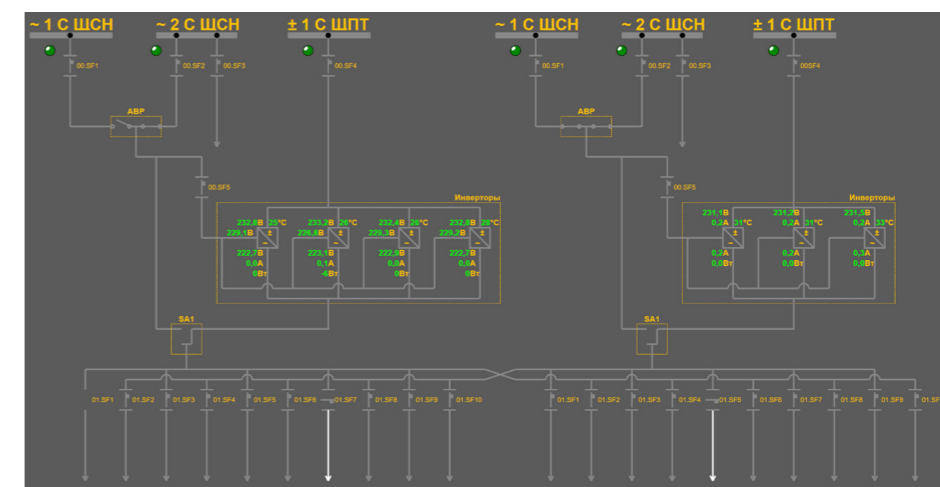 ~ 1 С ШСН
~ 2 С ШСН
± 1 С ШПТ
~ 1 С ШСН
~ 2 С ШСН
± 1 С ШПТ
00.SF1
00.SF2
00.SF3
00.SF4
00.SF1
00.SF2
00.SF3
00SF4
АВР
АВР
00.SF5
00.SF5
Инверторы
Инверторы
232,8В 25°C
233,2В 26°C
232,4В 26°C
232,8В 26°C
229,1В
226,8В
229,3В
229,2В
222,7В
223,1В
222,9В
222,7В
0,0А
0,1А
0,0А
0,0А
0Вт
-6Вт
0Вт
0Вт
231,1В
231,2В
231,5В
0,2А 31°C
0,2А 31°C
0,2А 33°C
0,2А
0,2А
0,3А
0,0Вт
0,0Вт
0,0Вт
SA1
SA1
01.SF1
01.SF2
01.SF3
01.SF4
01.SF5
01.SF6
01.SF7
01.SF8
01.SF9
01.SF10
01.SF1
01.SF2
01.SF3
01.SF4
01.SF5
01.SF6
01.SF7
01.SF8
01.SF9
01.SF